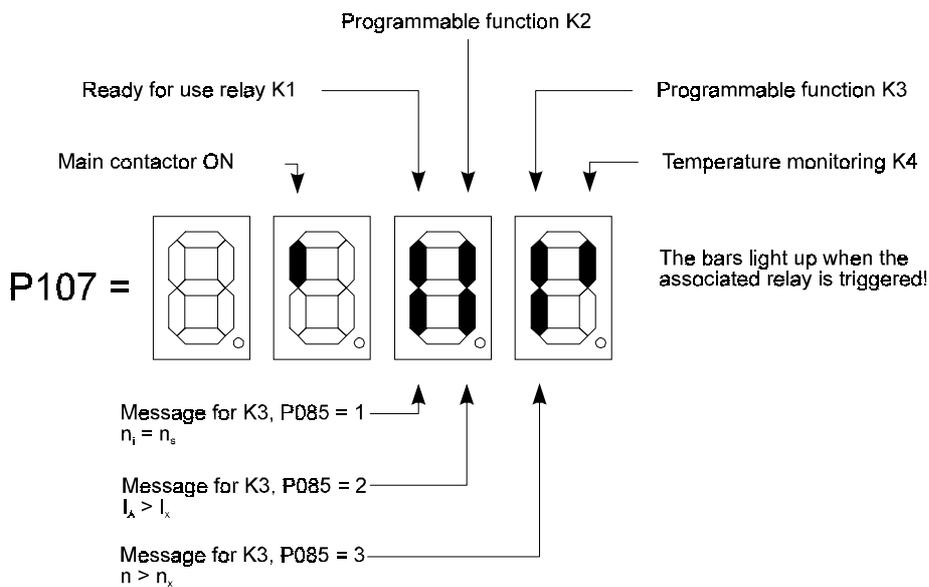 Programmable function K2
Ready for use relay K1
Programmable function K3
Main contactor ON
Temperature monitoring K4
P107 =
The bars light up when the
associated relay is triggered!
Message for K3, P085 = 1
nᵢ = nₛ
Message for K3, P085 = 2
I_A > Iₓ
Message for K3, P085 = 3
n > nₓ